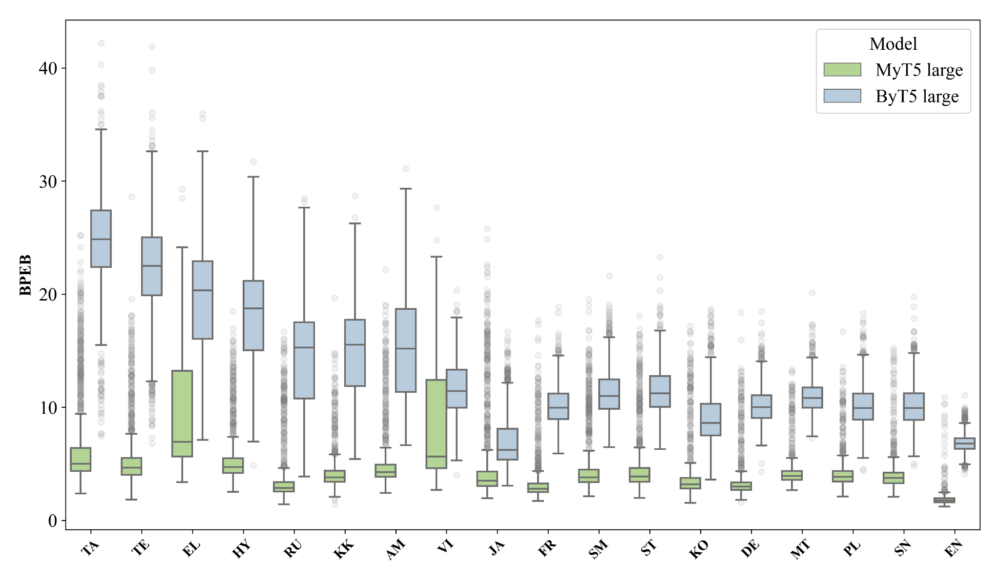 Model
MyT5 large
ByT5 large
BPEB
40
30
20
10
0
TA TE EL HY RU KK AM VI JA FR SM ST KO DE MT PL SN EN